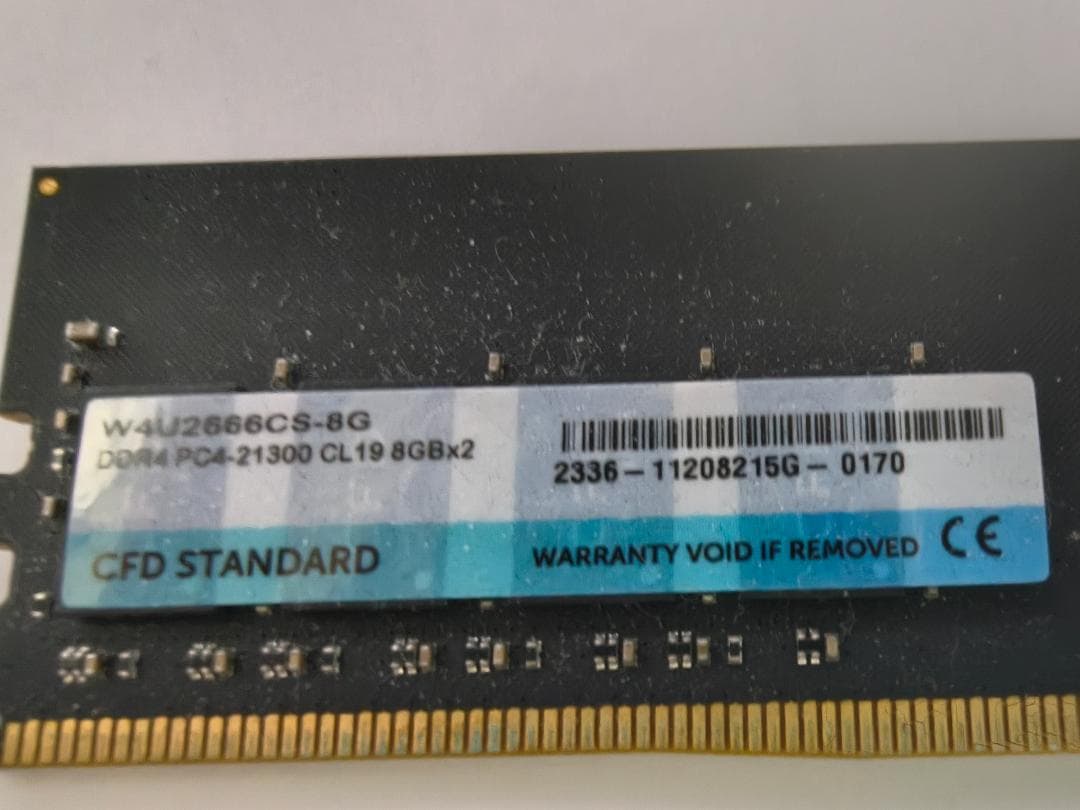 W4U2666CS-8G
DDR4 PC4-21300 CL19 8GBx2
2336-11208215G-0170
CFD STANDARD
WARRANTY VOID IF REMOVED CE